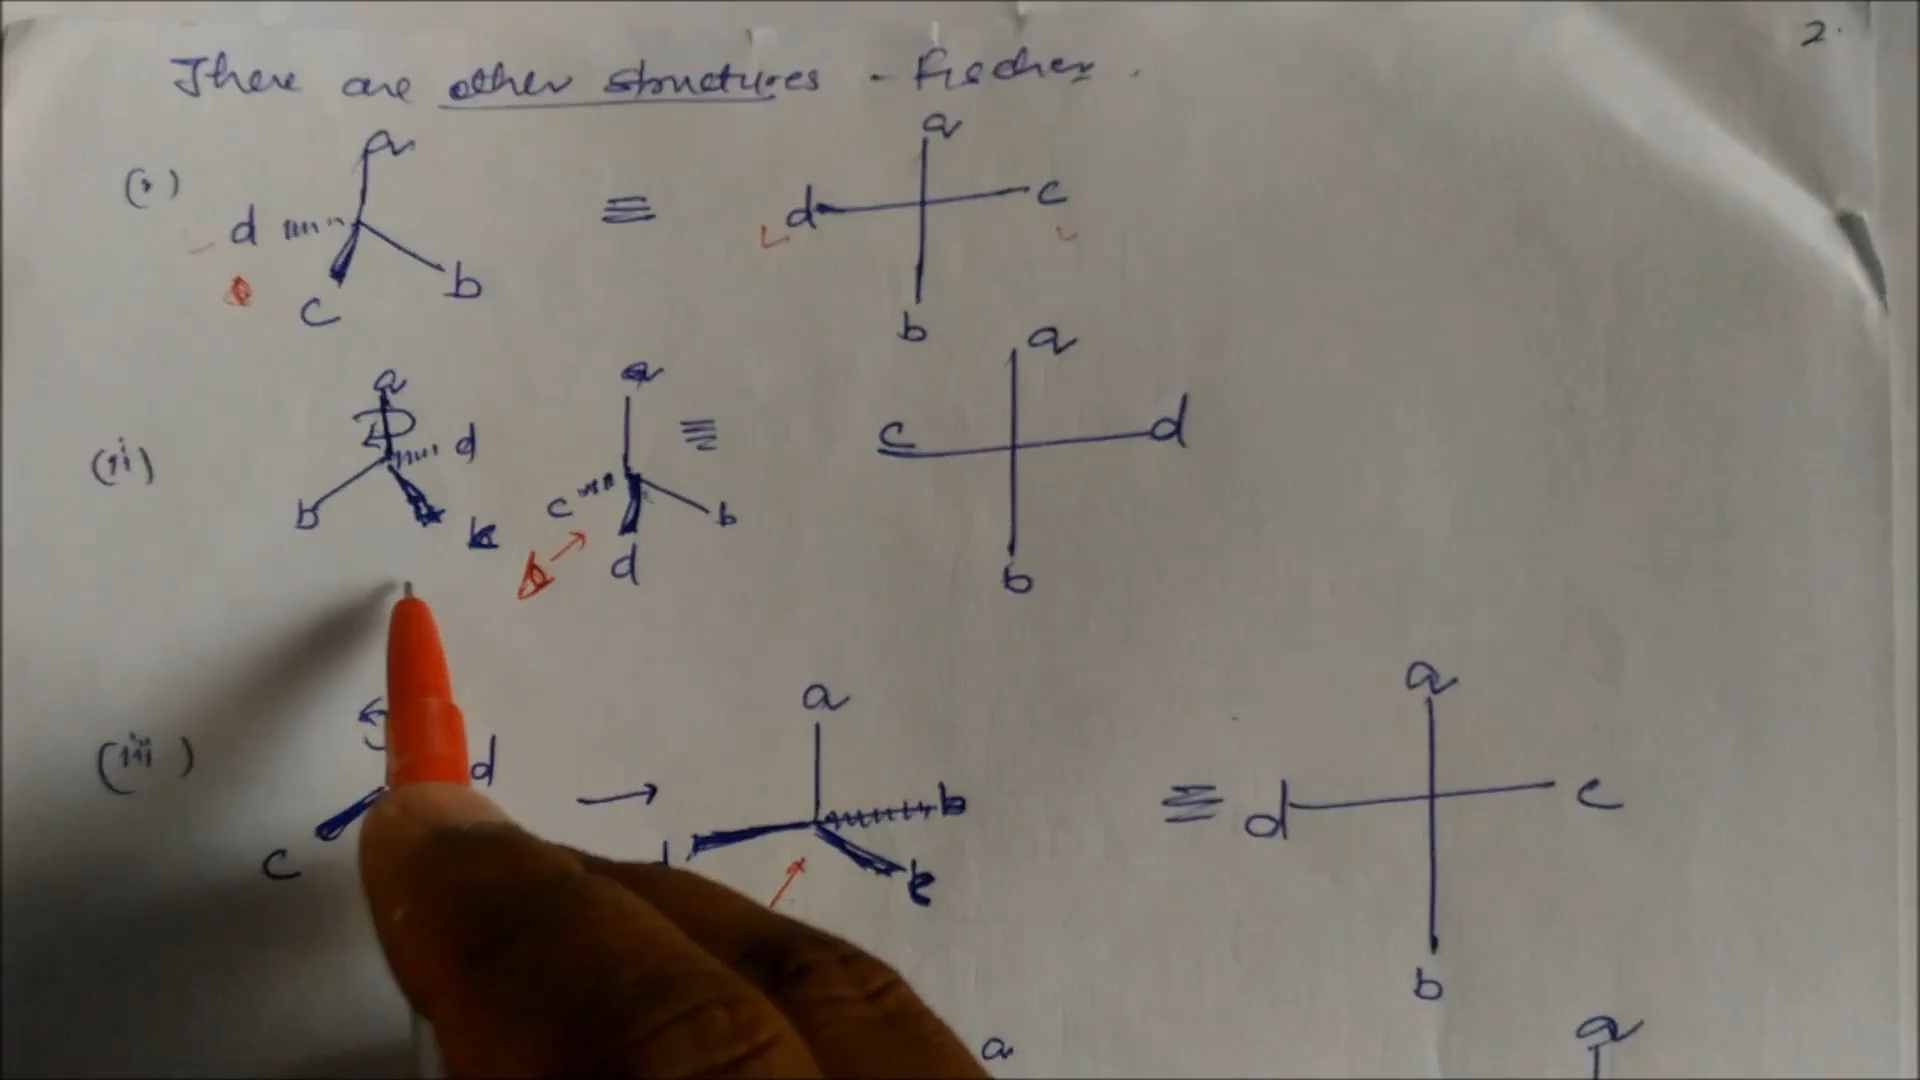 2.
There are other structures - Fischer.
(i)
a
d
c
b
≡
a
d
c
b
(ii)
a
d
b
a
c
b
d
≡
a
c
d
b
(iii)
d
c
→
a
b
≡
a
d
c
b
a
a